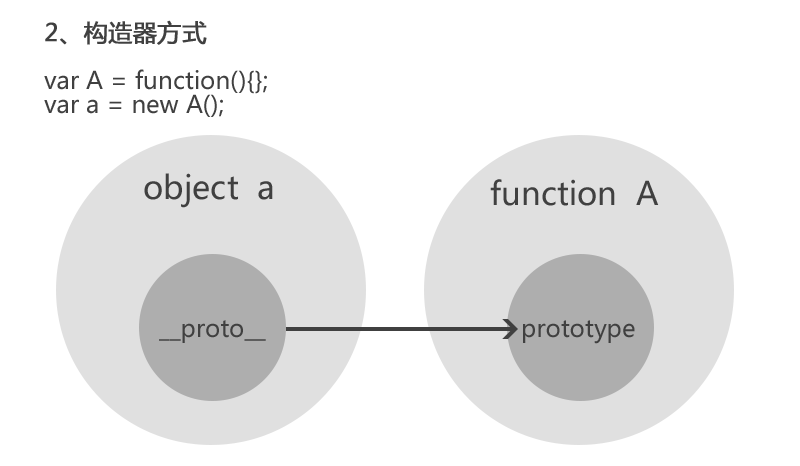 2、构造器方式
var A = function(){};
var a = new A();
object a
function A
__proto__
prototype